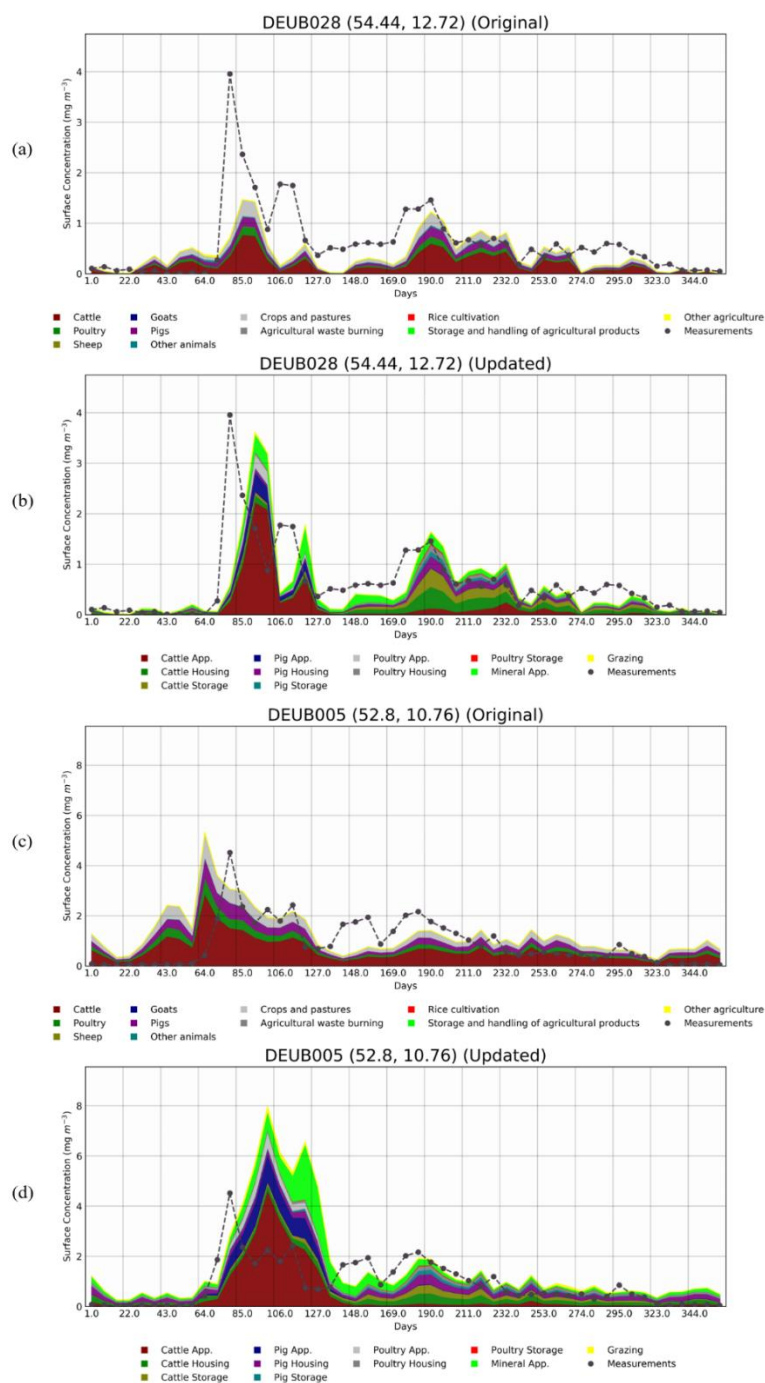 DEUB028 (54.44, 12.72) (Original)
(a)
Surface Concentration (mg m⁻³)
4
3
2
1
0
1.0 22.0 43.0 64.0 85.0 106.0 127.0 148.0 169.0 190.0 211.0 232.0 253.0 274.0 295.0 323.0 344.0
Days
Cattle Goats Crops and pastures Rice cultivation Other agriculture
Poultry Pigs Agricultural waste burning Storage and handling of agricultural products Measurements
Sheep Other animals
DEUB028 (54.44, 12.72) (Updated)
(b)
Surface Concentration (mg m⁻³)
4
3
2
1
0
1.0 22.0 43.0 64.0 85.0 106.0 127.0 148.0 169.0 190.0 211.0 232.0 253.0 274.0 295.0 323.0 344.0
Days
Cattle App. Pig App. Poultry App. Poultry Storage Grazing
Cattle Housing Pig Housing Poultry Housing Mineral App. Measurements
Cattle Storage Pig Storage
DEUB005 (52.8, 10.76) (Original)
(c)
Surface Concentration (mg m⁻³)
8
6
4
2
0
1.0 22.0 43.0 64.0 85.0 106.0 127.0 148.0 169.0 190.0 211.0 232.0 253.0 274.0 295.0 323.0 344.0
Days
Cattle Goats Crops and pastures Rice cultivation Other agriculture
Poultry Pigs Agricultural waste burning Storage and handling of agricultural products Measurements
Sheep Other animals
DEUB005 (52.8, 10.76) (Updated)
(d)
Surface Concentration (mg m⁻³)
8
6
4
2
0
1.0 22.0 43.0 64.0 85.0 106.0 127.0 148.0 169.0 190.0 211.0 232.0 253.0 274.0 295.0 323.0 344.0
Days
Cattle App. Pig App. Poultry App. Poultry Storage Grazing
Cattle Housing Pig Housing Poultry Housing Mineral App. Measurements
Cattle Storage Pig Storage